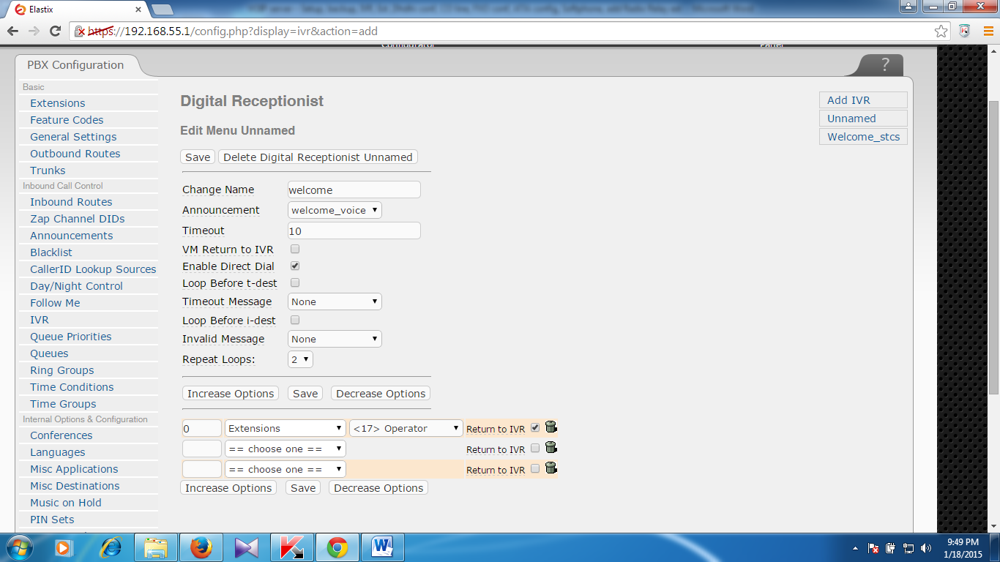 Elastix
https://192.168.55.1/config.php?display=ivr&action=add
PBX Configuration
?
Basic
Extensions
Feature Codes
General Settings
Outbound Routes
Trunks
Inbound Call Control
Inbound Routes
Zap Channel DIDs
Announcements
Blacklist
CallerID Lookup Sources
Day/Night Control
Follow Me
IVR
Queue Priorities
Queues
Ring Groups
Time Conditions
Time Groups
Internal Options & Configuration
Conferences
Languages
Misc Applications
Misc Destinations
Music on Hold
PIN Sets
Digital Receptionist
Edit Menu Unnamed
Save Delete Digital Receptionist Unnamed
Change Name welcome
Announcement welcome_voice
Timeout 10
VM Return to IVR
Enable Direct Dial
Loop Before t-dest
Timeout Message None
Loop Before i-dest
Invalid Message None
Repeat Loops: 2
Increase Options Save Decrease Options
0 Extensions <17> Operator Return to IVR
== choose one == Return to IVR
== choose one == Return to IVR
Increase Options Save Decrease Options
Add IVR
Unnamed
Welcome_stcs
9:49 PM
1/18/2015